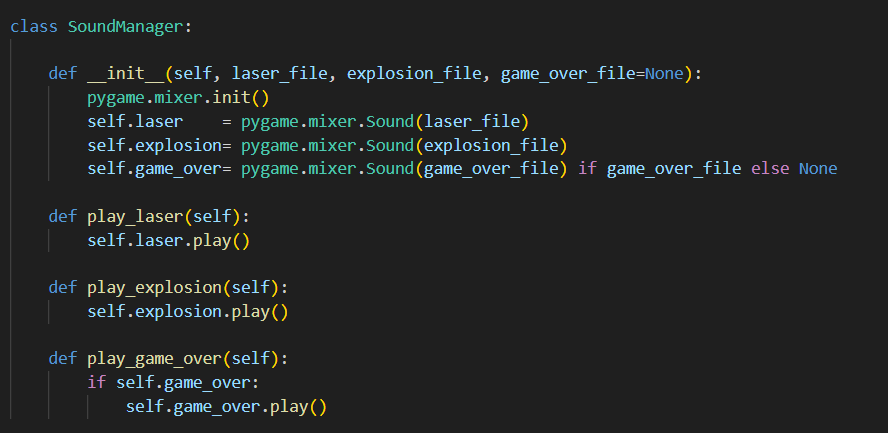 class SoundManager:
def __init__(self, laser_file, explosion_file, game_over_file=None):
pygame.mixer.init()
self.laser    = pygame.mixer.Sound(laser_file)
self.explosion= pygame.mixer.Sound(explosion_file)
self.game_over= pygame.mixer.Sound(game_over_file) if game_over_file else None
def play_laser(self):
self.laser.play()
def play_explosion(self):
self.explosion.play()
def play_game_over(self):
if self.game_over:
self.game_over.play()